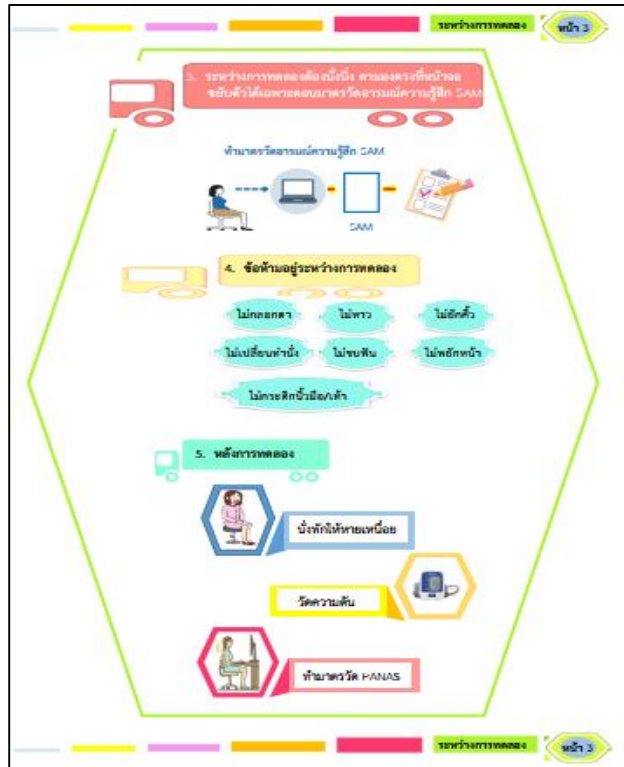 ระหว่างการทดลอง
หน้า 3
3. ระหว่างการทดลองต้องนั่งนิ่ง ตามองตรงที่หน้าจอ
ขยับตัวได้เฉพาะตอบมาตรวัดอารมณ์ความรู้สึก SAM
ทำมาตรวัดอารมณ์ความรู้สึก SAM
SAM
4. ข้อห้ามอยู่ระหว่างการทดลอง
ไม่กลอกตา
ไม่หาว
ไม่ยักคิ้ว
ไม่เปลี่ยนท่านั่ง
ไม่ขบฟัน
ไม่พยักหน้า
ไม่กระดิกนิ้วมือ/เท้า
5. หลังการทดลอง
นั่งพักให้หายเหนื่อย
วัดความดัน
ทำมาตรวัด PANAS
ระหว่างการทดลอง
หน้า 3